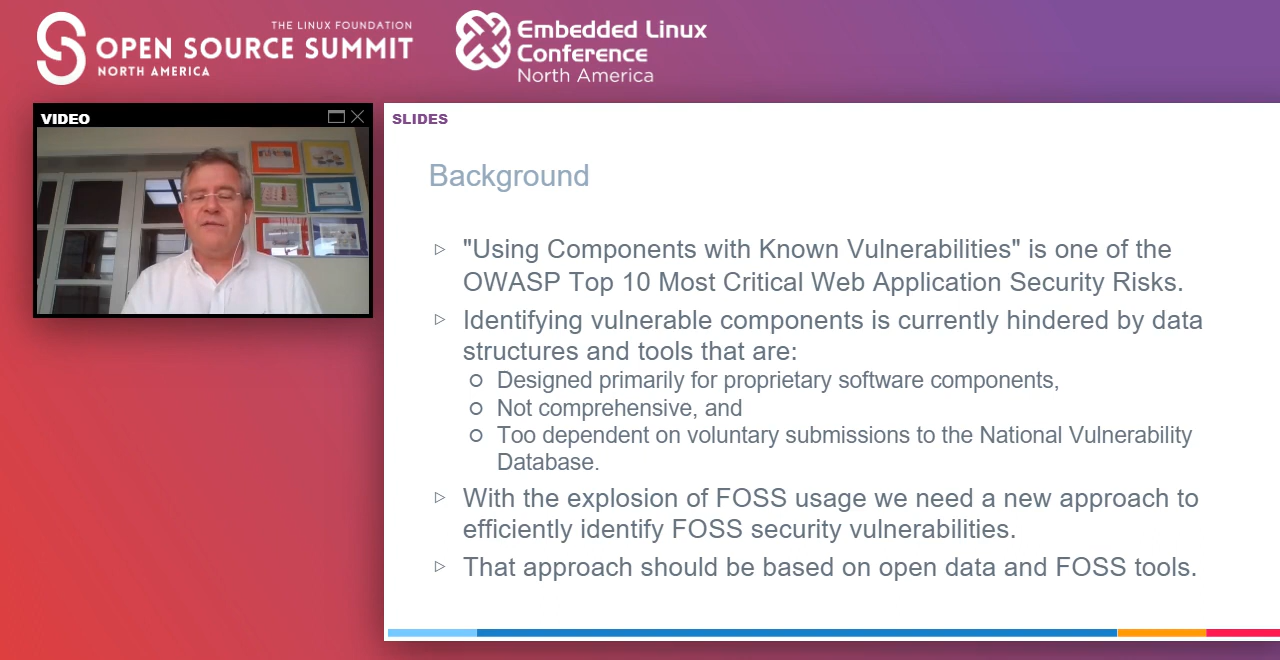 THE LINUX FOUNDATION
OPEN SOURCE SUMMIT
NORTH AMERICA
Embedded Linux
Conference
North America
VIDEO
SLIDES
Background
"Using Components with Known Vulnerabilities" is one of the
OWASP Top 10 Most Critical Web Application Security Risks.
Identifying vulnerable components is currently hindered by data
structures and tools that are:
Designed primarily for proprietary software components,
Not comprehensive, and
Too dependent on voluntary submissions to the National Vulnerability
Database.
With the explosion of FOSS usage we need a new approach to
efficiently identify FOSS security vulnerabilities.
That approach should be based on open data and FOSS tools.